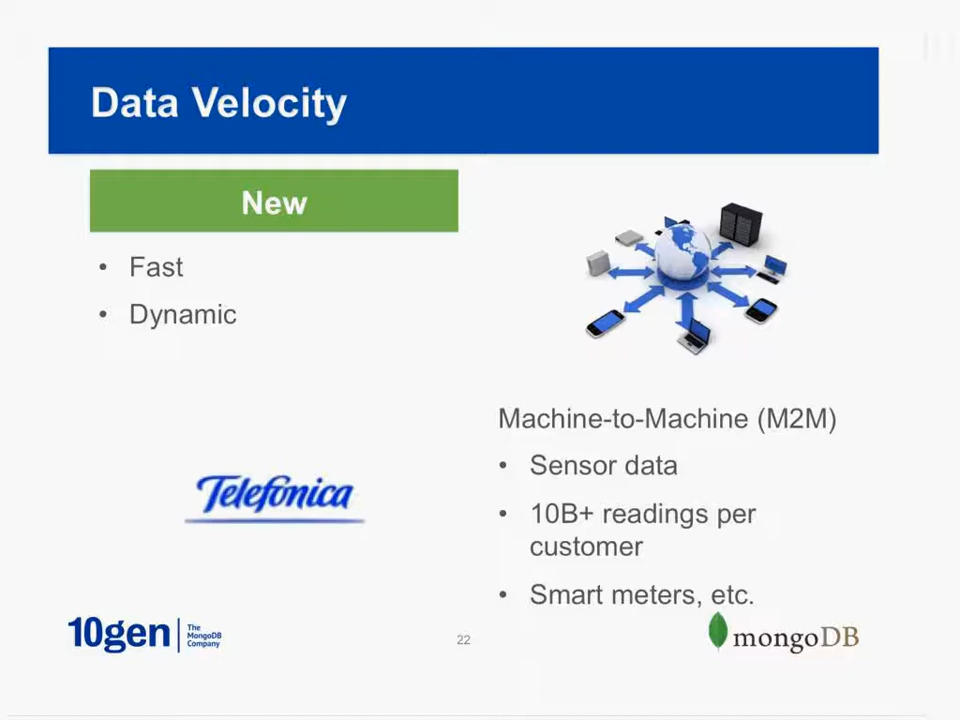 Data Velocity
New
• Fast
• Dynamic
Telefónica
Machine-to-Machine (M2M)
• Sensor data
• 10B+ readings per
customer
• Smart meters, etc.
10gen
The
MongoDB
Company
22
mongoDB